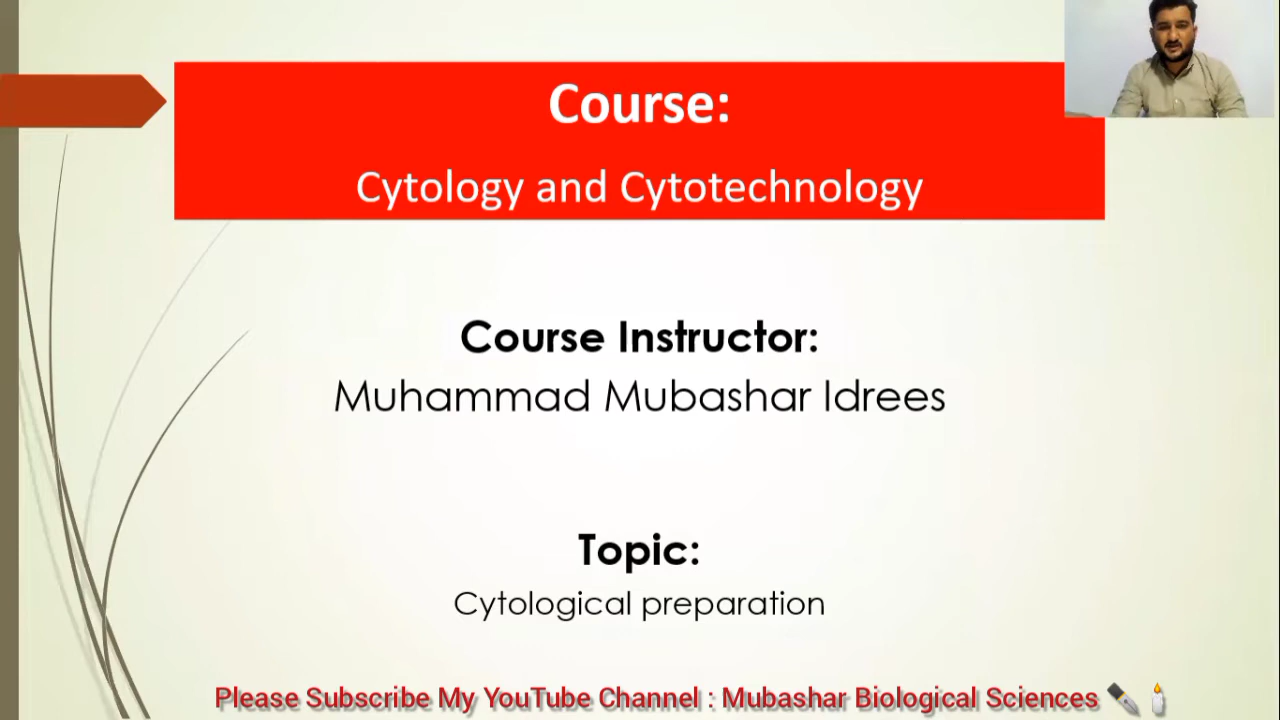 Course:
Cytology and Cytotechnology
Course Instructor:
Muhammad Mubashar Idrees
Topic:
Cytological preparation
Please Subscribe My YouTube Channel : Mubashar Biological Sciences ✒️🕯️